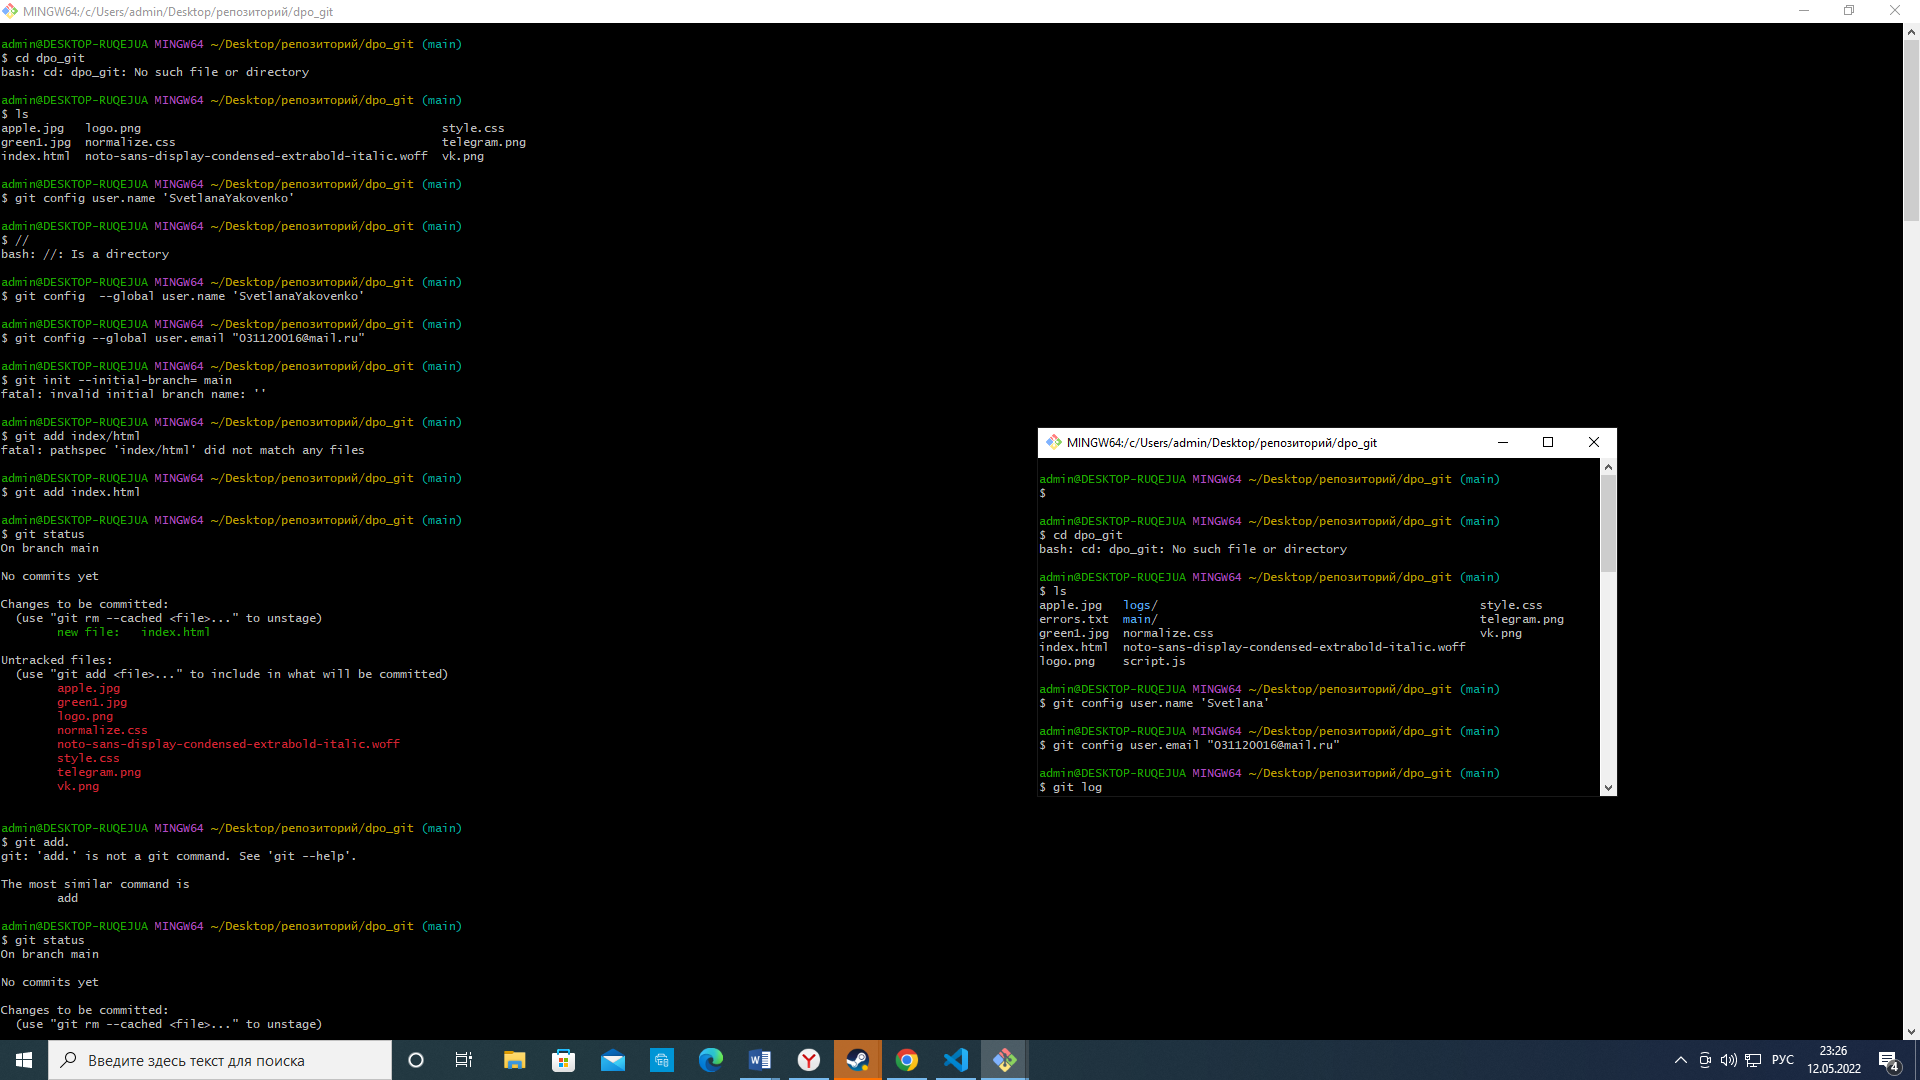 MINGW64:/c/Users/admin/Desktop/репозиторий/dpo_git
admin@DESKTOP-RUQEJUA MINGW64 ~/Desktop/репозиторий/dpo_git (main)
$ cd dpo_git
bash: cd: dpo_git: No such file or directory
admin@DESKTOP-RUQEJUA MINGW64 ~/Desktop/репозиторий/dpo_git (main)
$ ls
apple.jpg logo.png style.css
green1.jpg normalize.css telegram.png
index.html noto-sans-display-condensed-extrabold-italic.woff vk.png
admin@DESKTOP-RUQEJUA MINGW64 ~/Desktop/репозиторий/dpo_git (main)
$ git config user.name 'SvetlanaYakovenko'
admin@DESKTOP-RUQEJUA MINGW64 ~/Desktop/репозиторий/dpo_git (main)
$ //
bash: //: Is a directory
admin@DESKTOP-RUQEJUA MINGW64 ~/Desktop/репозиторий/dpo_git (main)
$ git config  --global user.name 'SvetlanaYakovenko'
admin@DESKTOP-RUQEJUA MINGW64 ~/Desktop/репозиторий/dpo_git (main)
$ git config --global user.email "031120016@mail.ru"
admin@DESKTOP-RUQEJUA MINGW64 ~/Desktop/репозиторий/dpo_git (main)
$ git init --initial-branch= main
fatal: invalid initial branch name: ''
admin@DESKTOP-RUQEJUA MINGW64 ~/Desktop/репозиторий/dpo_git (main)
$ git add index/html
fatal: pathspec 'index/html' did not match any files
admin@DESKTOP-RUQEJUA MINGW64 ~/Desktop/репозиторий/dpo_git (main)
$ git add index.html
admin@DESKTOP-RUQEJUA MINGW64 ~/Desktop/репозиторий/dpo_git (main)
$ git status
On branch main
No commits yet
Changes to be committed:
(use "git rm --cached <file>..." to unstage)
new file:   index.html
Untracked files:
(use "git add <file>..." to include in what will be committed)
apple.jpg
green1.jpg
logo.png
normalize.css
noto-sans-display-condensed-extrabold-italic.woff
style.css
telegram.png
vk.png
admin@DESKTOP-RUQEJUA MINGW64 ~/Desktop/репозиторий/dpo_git (main)
$ git add.
git: 'add.' is not a git command. See 'git --help'.
The most similar command is
add
admin@DESKTOP-RUQEJUA MINGW64 ~/Desktop/репозиторий/dpo_git (main)
$ git status
On branch main
No commits yet
Changes to be committed:
(use "git rm --cached <file>..." to unstage)
MINGW64:/c/Users/admin/Desktop/репозиторий/dpo_git
admin@DESKTOP-RUQEJUA MINGW64 ~/Desktop/репозиторий/dpo_git (main)
$
admin@DESKTOP-RUQEJUA MINGW64 ~/Desktop/репозиторий/dpo_git (main)
$ cd dpo_git
bash: cd: dpo_git: No such file or directory
admin@DESKTOP-RUQEJUA MINGW64 ~/Desktop/репозиторий/dpo_git (main)
$ ls
apple.jpg logs/ style.css
errors.txt main/ telegram.png
green1.jpg normalize.css vk.png
index.html noto-sans-display-condensed-extrabold-italic.woff
logo.png script.js
admin@DESKTOP-RUQEJUA MINGW64 ~/Desktop/репозиторий/dpo_git (main)
$ git config user.name 'Svetlana'
admin@DESKTOP-RUQEJUA MINGW64 ~/Desktop/репозиторий/dpo_git (main)
$ git config user.email "031120016@mail.ru"
admin@DESKTOP-RUQEJUA MINGW64 ~/Desktop/репозиторий/dpo_git (main)
$ git log
Введите здесь текст для поиска
РУС
23:26
12.05.2022
4